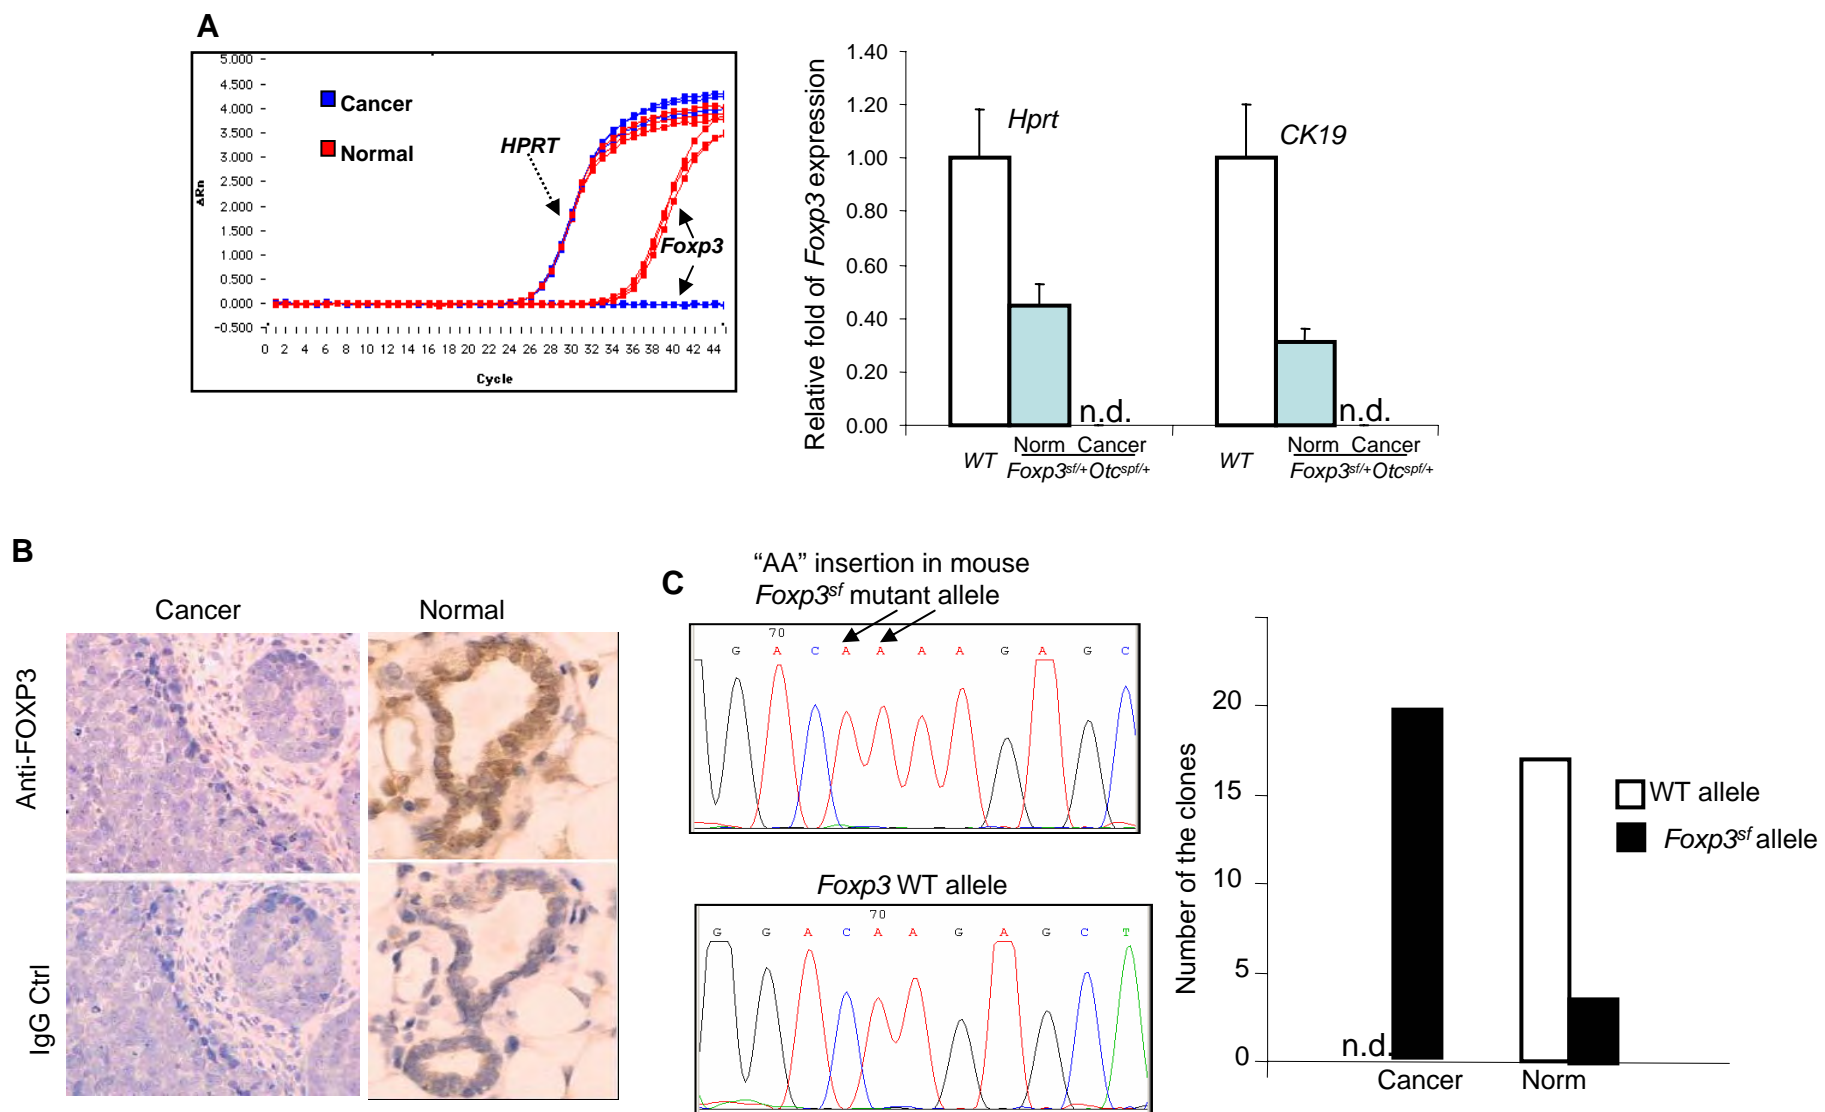 A
5.000
4.500
4.000
3.500
3.000
2.500
2.000
1.500
1.000
0.500
0.000
-0.500
ΔRn
Cancer
Normal
HPRT
Foxp3
0 2 4 6 8 10 12 14 16 18 20 22 24 26 28 30 32 34 36 38 40 42 44
Cycle
Relative fold of Foxp3 expression
1.40
1.20
1.00
0.80
0.60
0.40
0.20
0.00
Hprt
CK19
n.d.
n.d.
WT
Norm Cancer
Foxp3sf/+Otcspf/+
WT
Norm Cancer
Foxp3sf/+Otcspf/+
B
Cancer
Normal
Anti-FOXP3
IgG Ctrl
C
“AA” insertion in mouse
Foxp3sf mutant allele
70
G A C A A A A G A G C
Foxp3 WT allele
70
G G A C A A G A G C T
Number of the clones
20
15
10
5
0
n.d.
Cancer
Norm
WT allele
Foxp3sf allele